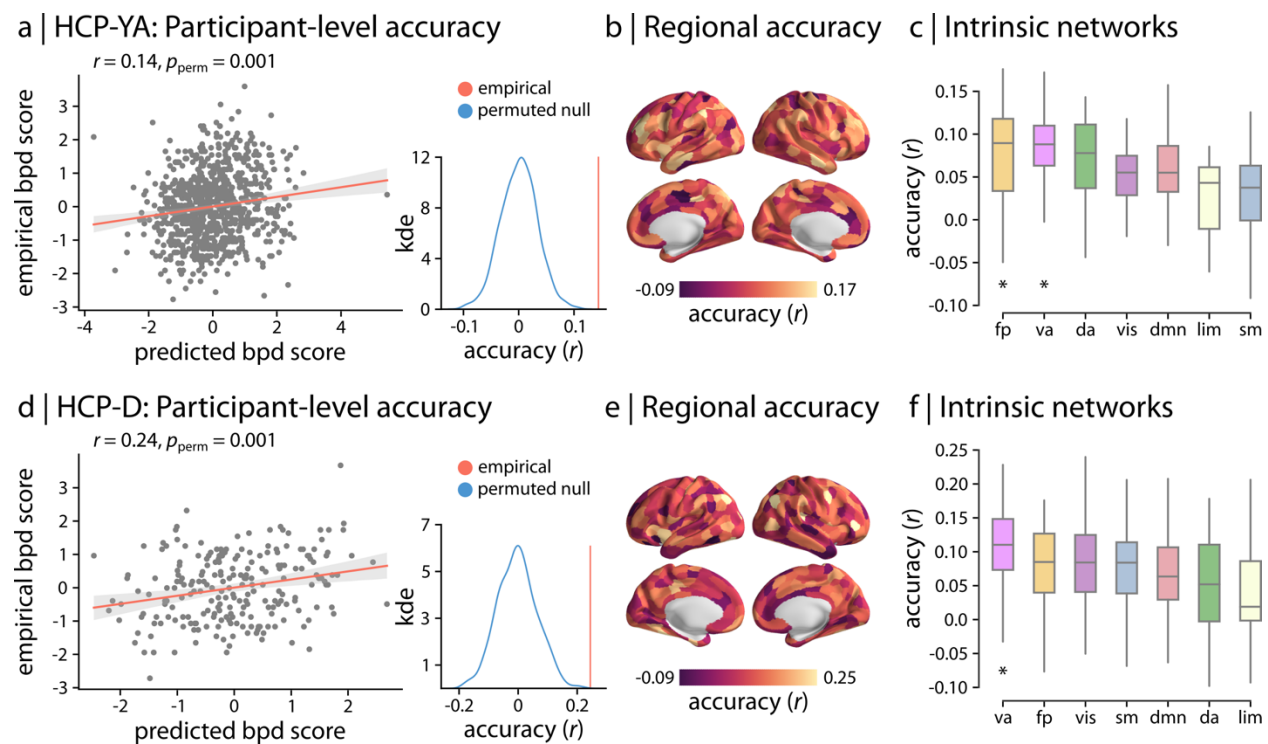 a | HCP-YA: Participant-level accuracy
r = 0.14, pperm = 0.001
empirical bpd score
3
2
1
0
-1
-2
-3
-4
-2
0
2
4
predicted bpd score
empirical
permuted null
kde
12
8
4
0
-0.1
0
0.1
accuracy (r)
b | Regional accuracy
-0.09
0.17
accuracy (r)
c | Intrinsic networks
accuracy (r)
0.15
0.10
0.05
0.0
-0.05
-0.10
*
*
fp
va
da
vis
dmn
lim
sm
d | HCP-D: Participant-level accuracy
r = 0.24, pperm = 0.001
empirical bpd score
3
2
1
0
-1
-2
-3
-2
-1
0
1
2
predicted bpd score
empirical
permuted null
kde
7
5
3
1
-0.2
0
0.2
accuracy (r)
e | Regional accuracy
-0.09
0.25
accuracy (r)
f | Intrinsic networks
accuracy (r)
0.25
0.20
0.15
0.10
0.05
0.0
-0.05
-0.10
*
va
fp
vis
sm
dmn
da
lim